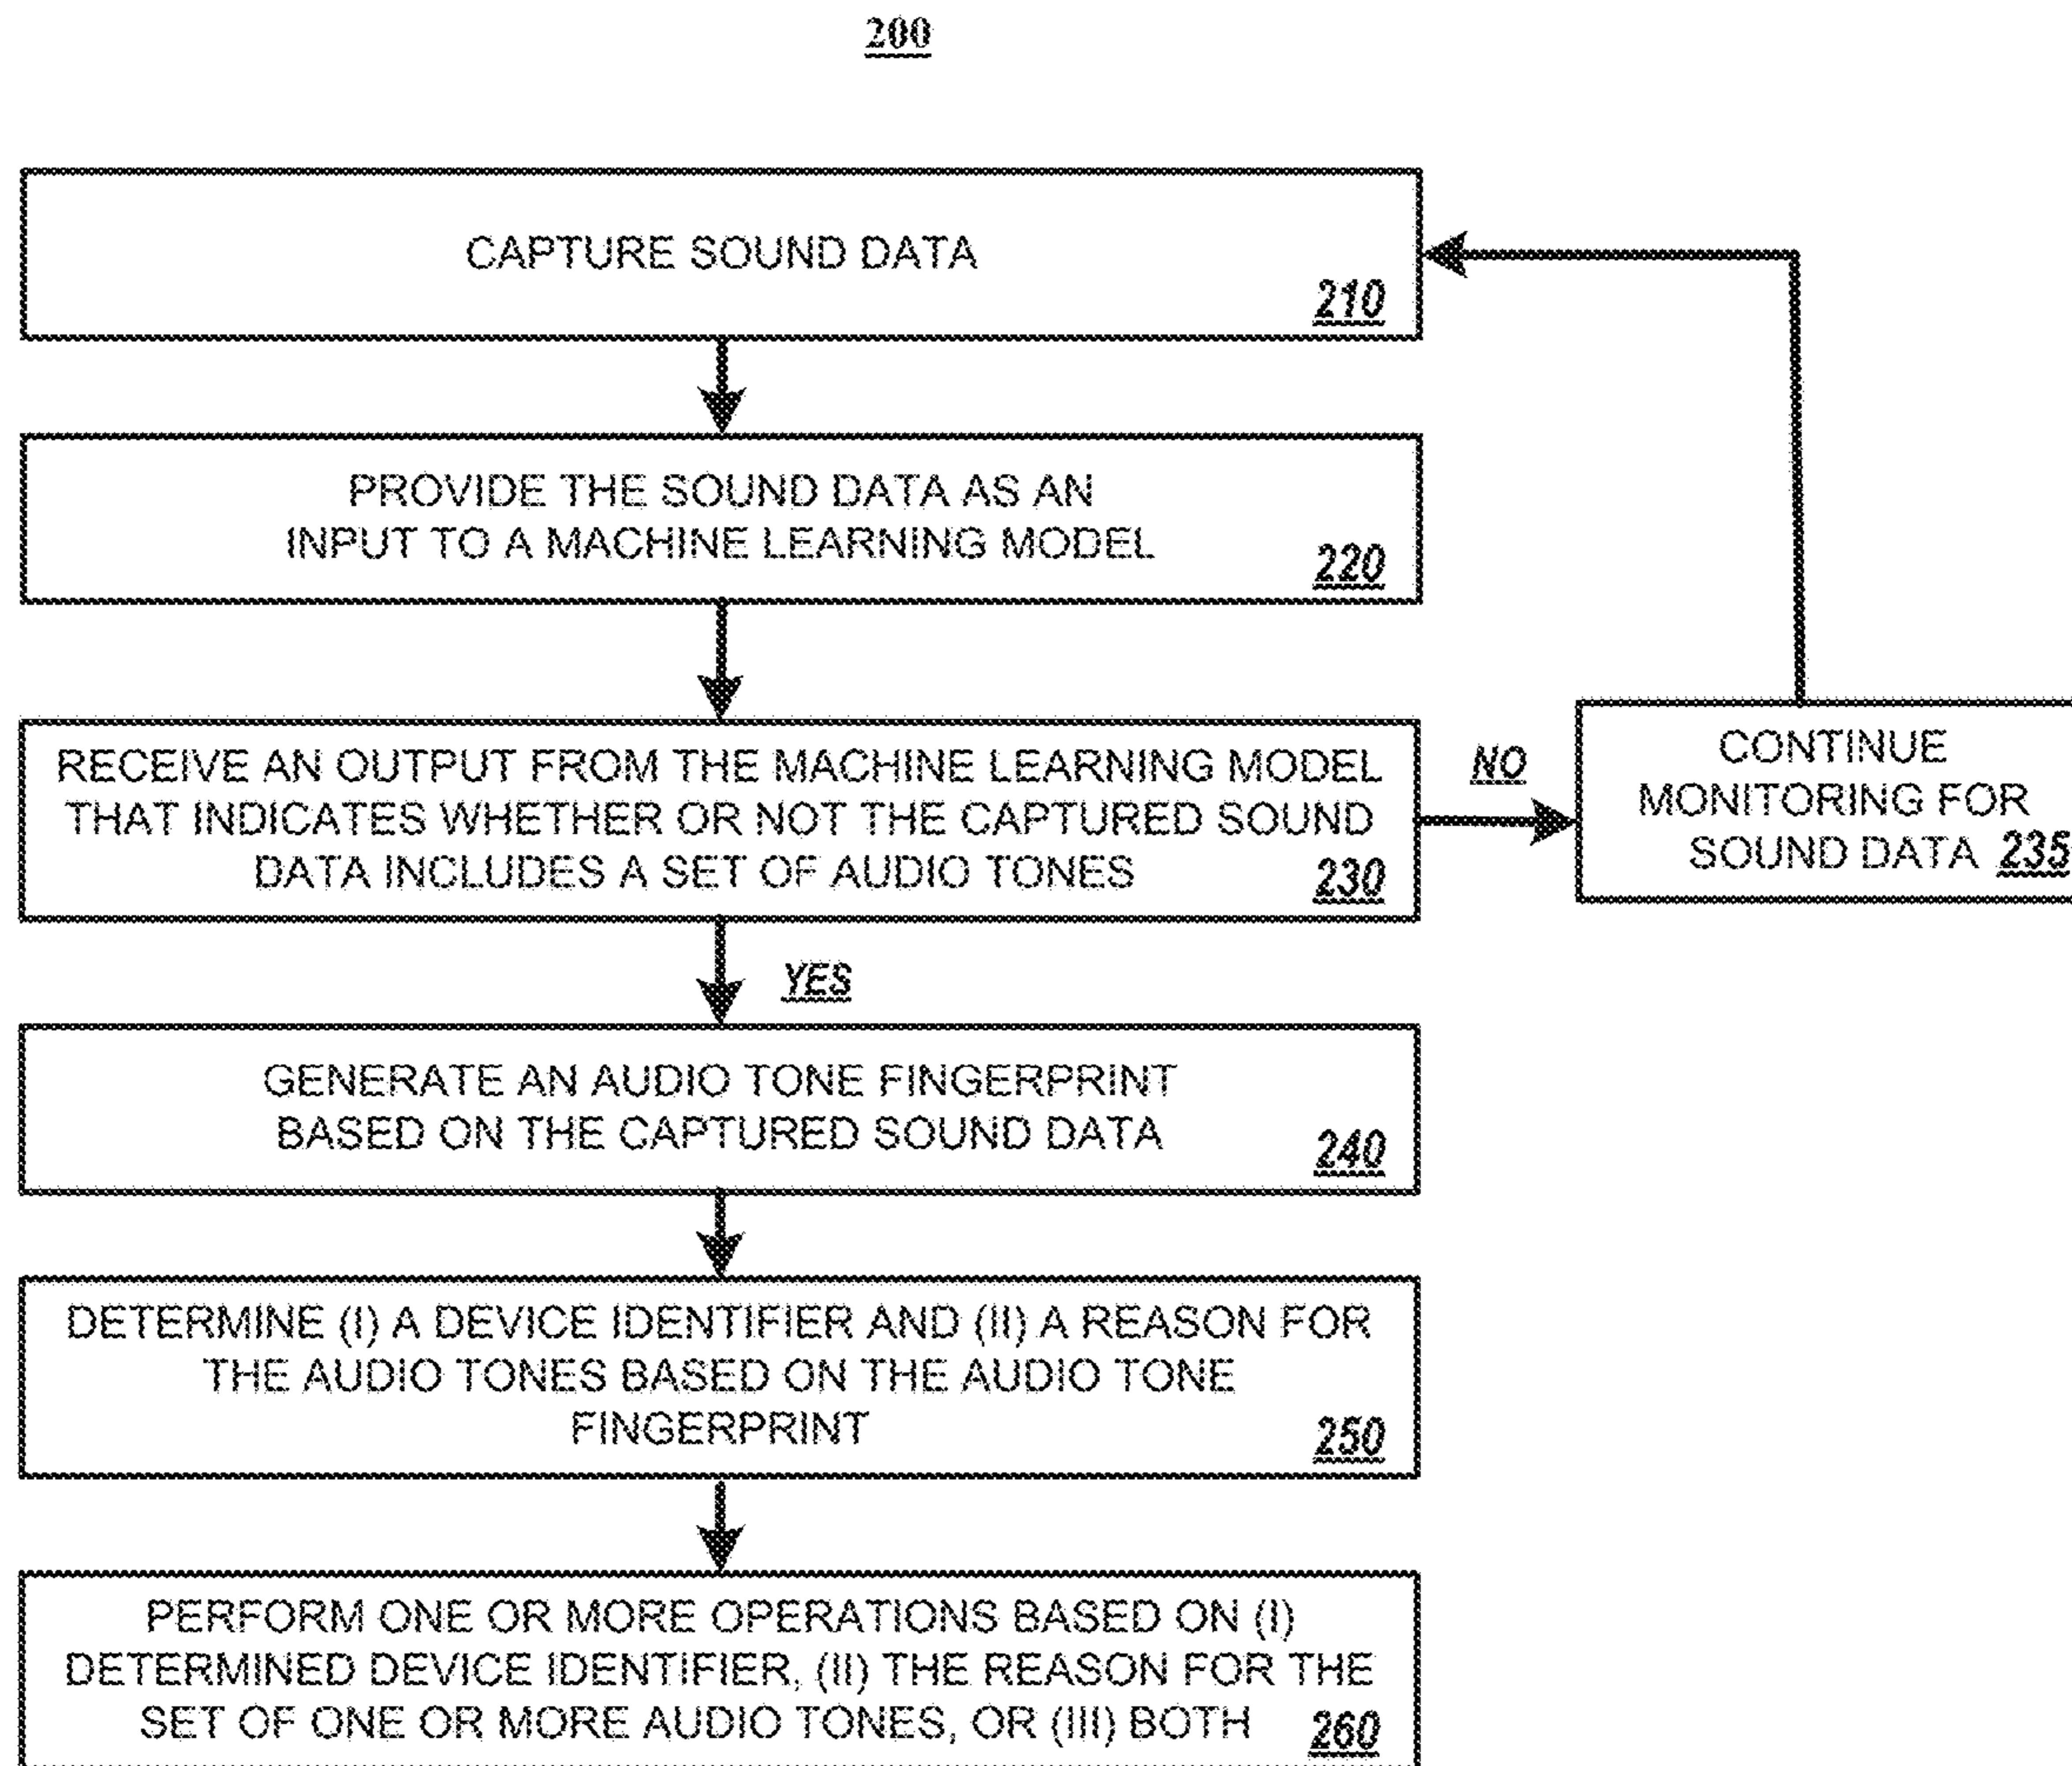 200
CAPTURE SOUND DATA
210
PROVIDE THE SOUND DATA AS AN
INPUT TO A MACHINE LEARNING MODEL
220
RECEIVE AN OUTPUT FROM THE MACHINE LEARNING MODEL
THAT INDICATES WHETHER OR NOT THE CAPTURED SOUND
DATA INCLUDES A SET OF AUDIO TONES
230
NO
CONTINUE
MONITORING FOR
SOUND DATA 235
YES
GENERATE AN AUDIO TONE FINGERPRINT
BASED ON THE CAPTURED SOUND DATA
240
DETERMINE (I) A DEVICE IDENTIFIER AND (II) A REASON FOR
THE AUDIO TONES BASED ON THE AUDIO TONE
FINGERPRINT
250
PERFORM ONE OR MORE OPERATIONS BASED ON (I)
DETERMINED DEVICE IDENTIFIER, (II) THE REASON FOR THE
SET OF ONE OR MORE AUDIO TONES, OR (III) BOTH
260